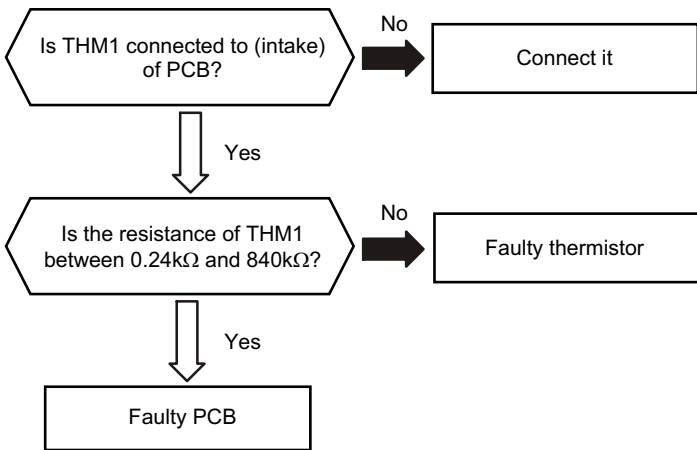 Is THM1 connected to (intake)
of PCB?
No
Connect it
Yes
Is the resistance of THM1
between 0.24kΩ and 840kΩ?
No
Faulty thermistor
Yes
Faulty PCB